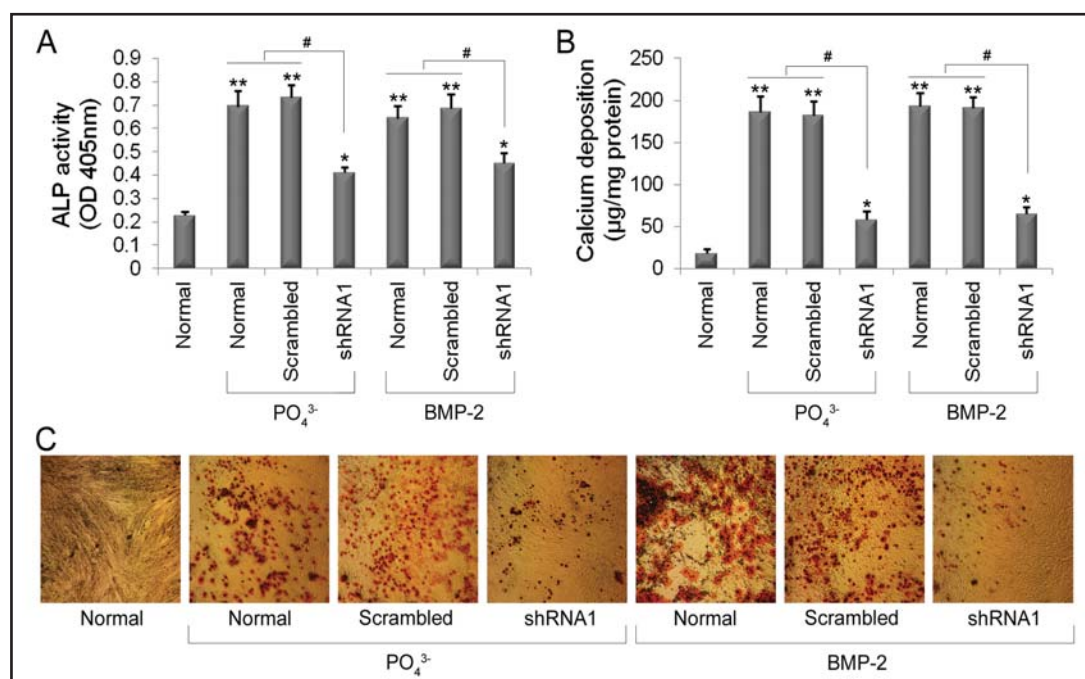 A
ALP activity
(OD 405nm)
0.9
0.8
0.7
0.6
0.5
0.4
0.3
0.2
0.1
0
#
#
**
**
*
**
**
*
Normal
Normal
Scrambled
shRNA1
Normal
Scrambled
shRNA1
PO₄³⁻
BMP-2
B
Calcium deposition
(µg/mg protein)
250
200
150
100
50
0
#
#
**
**
*
**
**
*
Normal
Normal
Scrambled
shRNA1
Normal
Scrambled
shRNA1
PO₄³⁻
BMP-2
C
Normal
Normal
Scrambled
shRNA1
Normal
Scrambled
shRNA1
PO₄³⁻
BMP-2